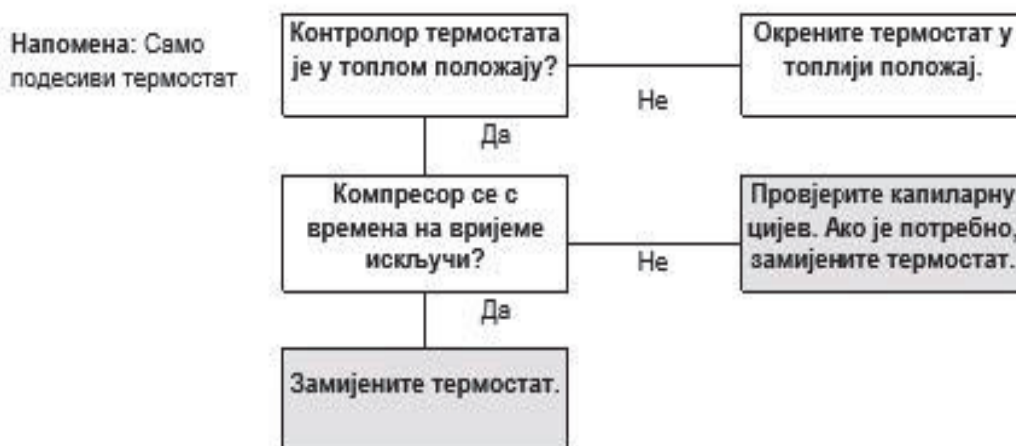 Напомена: Само
подесиви термостат
Контролор термостата
је у топлом положају?
Окрените термостат у
топлији положај.
Не
Да
Компресор се с
времена на вријеме
искључи?
Провјерите капиларну
цијев. Ако је потребно,
замијените термостат.
Не
Да
Замијените термостат.